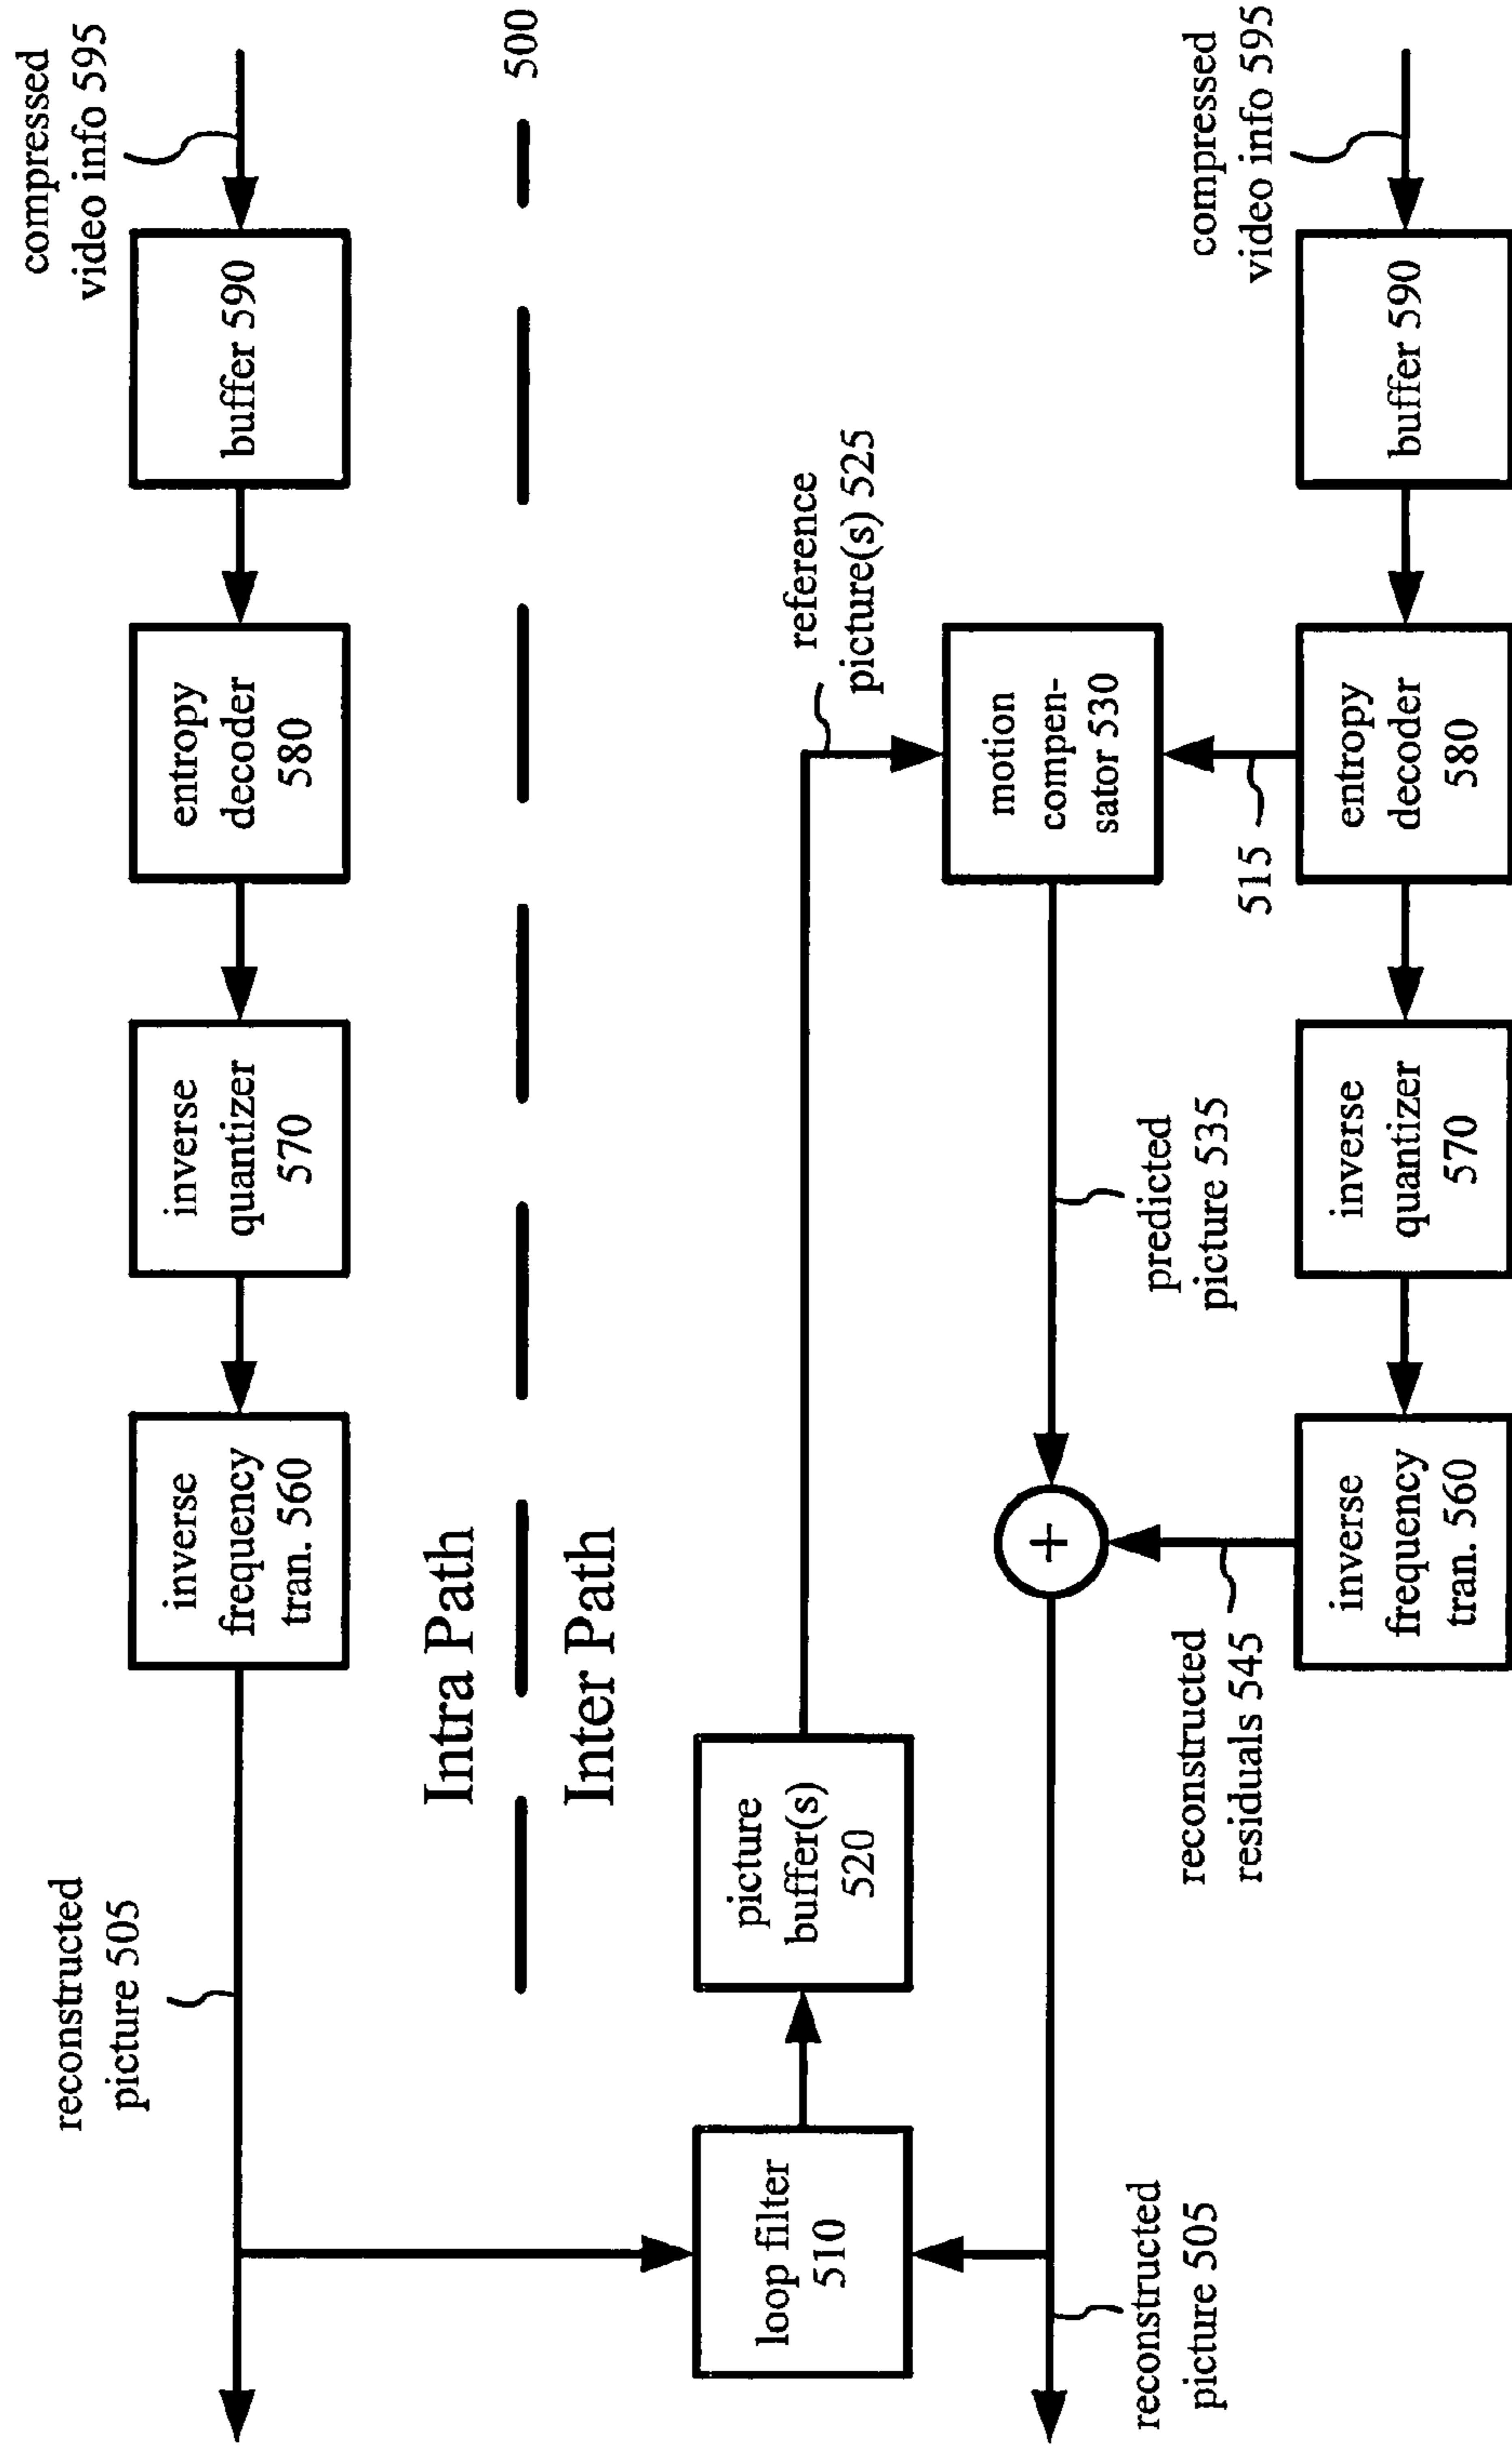 reconstructed
picture 505
compressed
video info 595
inverse
frequency
tran. 560
inverse
quantizer
570
entropy
decoder
580
buffer 590
Intra Path
500
Inter Path
loop filter
510
picture
buffer(s)
520
reference
picture(s) 525
motion
compen-
sator 530
+
reconstructed
picture 505
reconstructed
residuals 545
predicted
picture 535
515
compressed
video info 595
inverse
frequency
tran. 560
inverse
quantizer
570
entropy
decoder
580
buffer 590